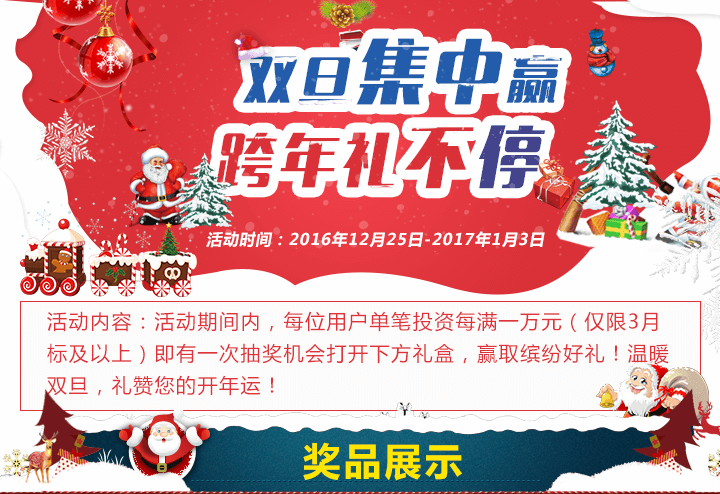 双旦集中赢
跨年礼不停
活动时间：2016年12月25日-2017年1月3日
活动内容：活动期间内，每位用户单笔投资每满一万元（仅限3月
标及以上）即有一次抽奖机会打开下方礼盒，赢取缤纷好礼！温暖
双旦，礼赞您的开年运！
奖品展示